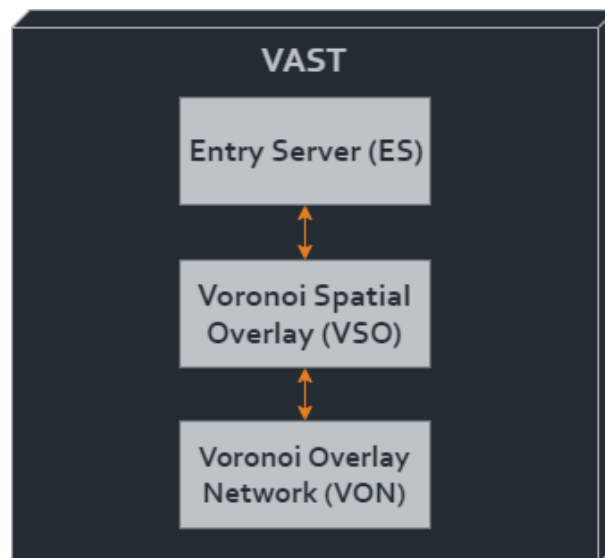 VAST
Entry Server (ES)
Voronoi Spatial
Overlay (VSO)
Voronoi Overlay
Network (VON)